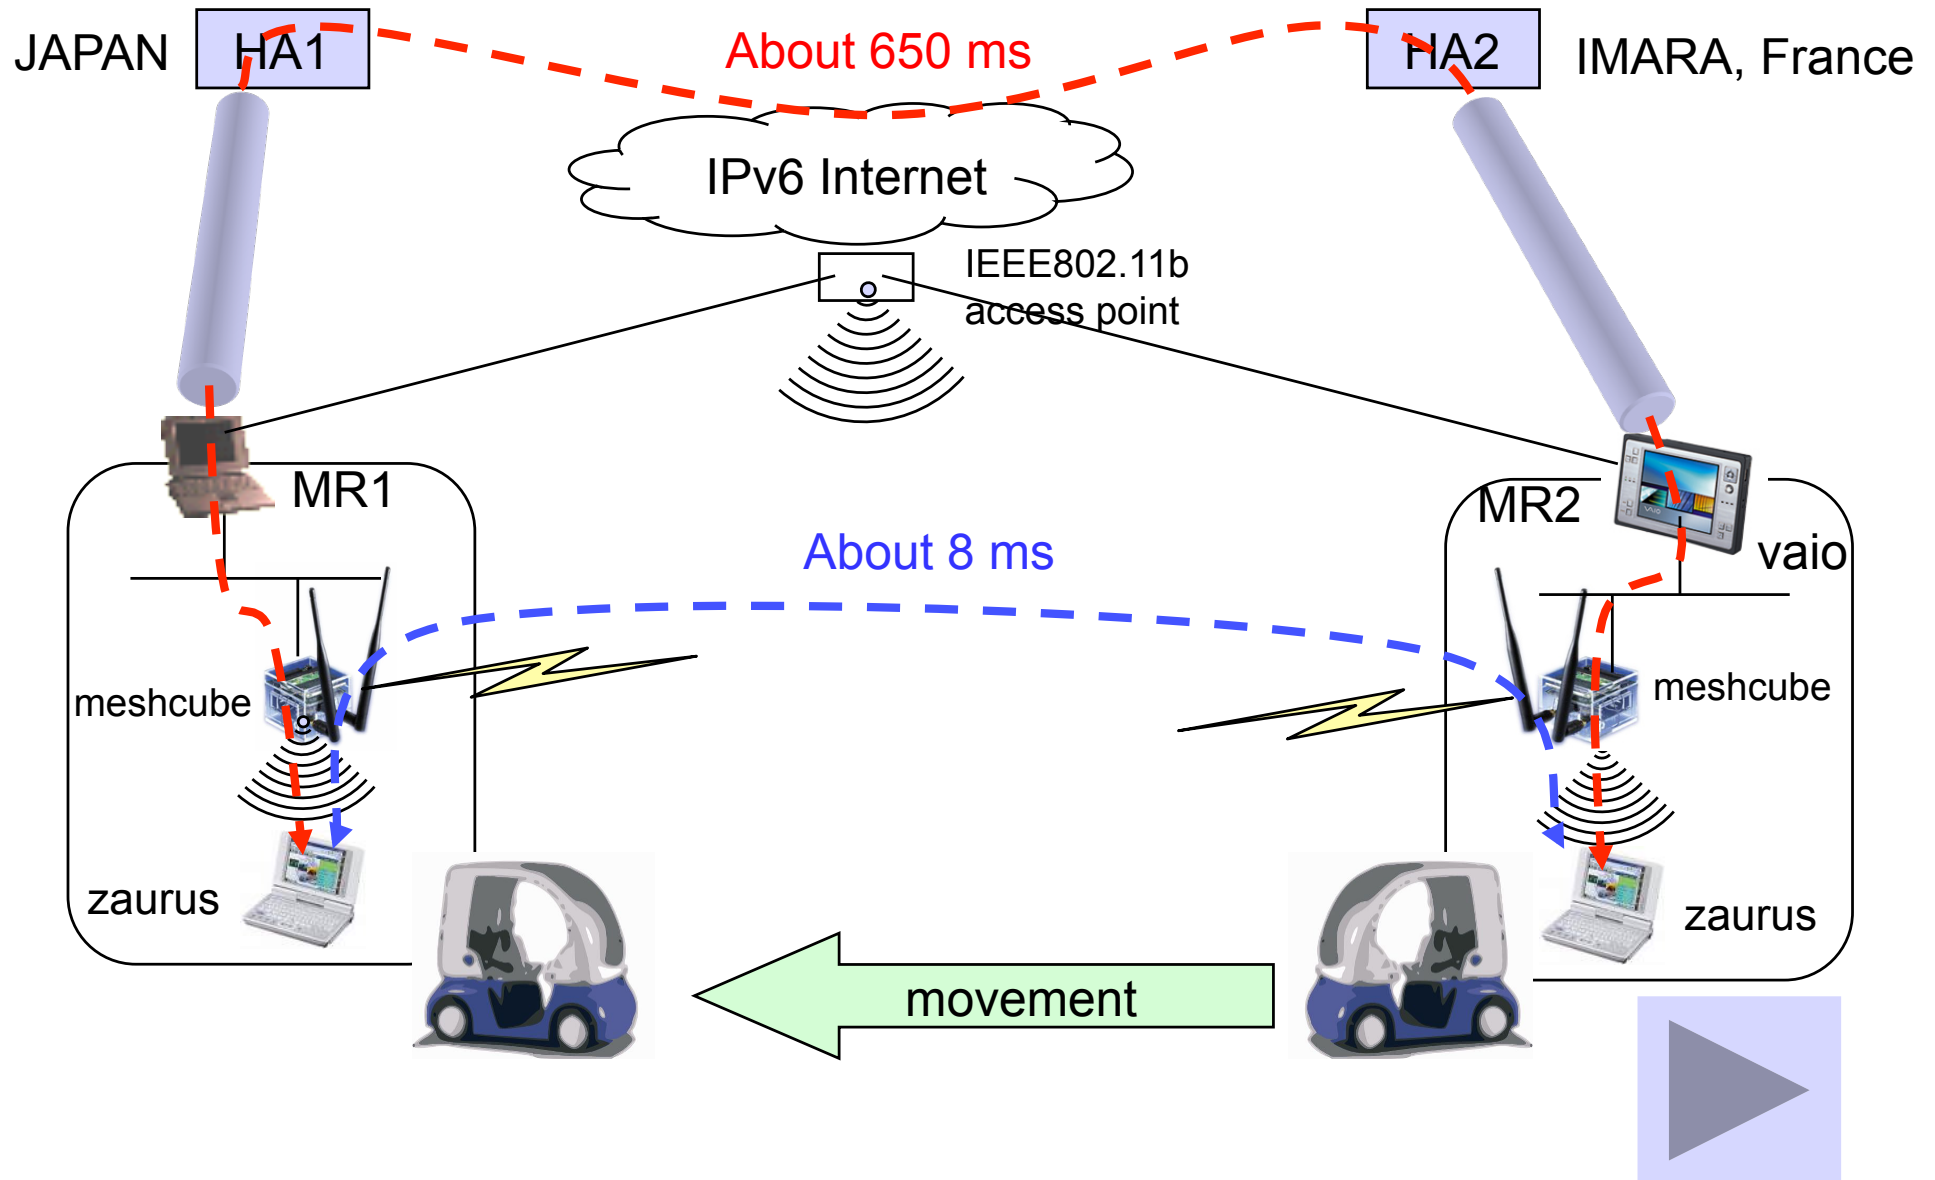 JAPAN
HA1
About 650 ms
HA2
IMARA, France
IPv6 Internet
IEEE802.11b
access point
MR1
MR2
VAIO
vaio
About 8 ms
meshcube
meshcube
zaurus
zaurus
movement